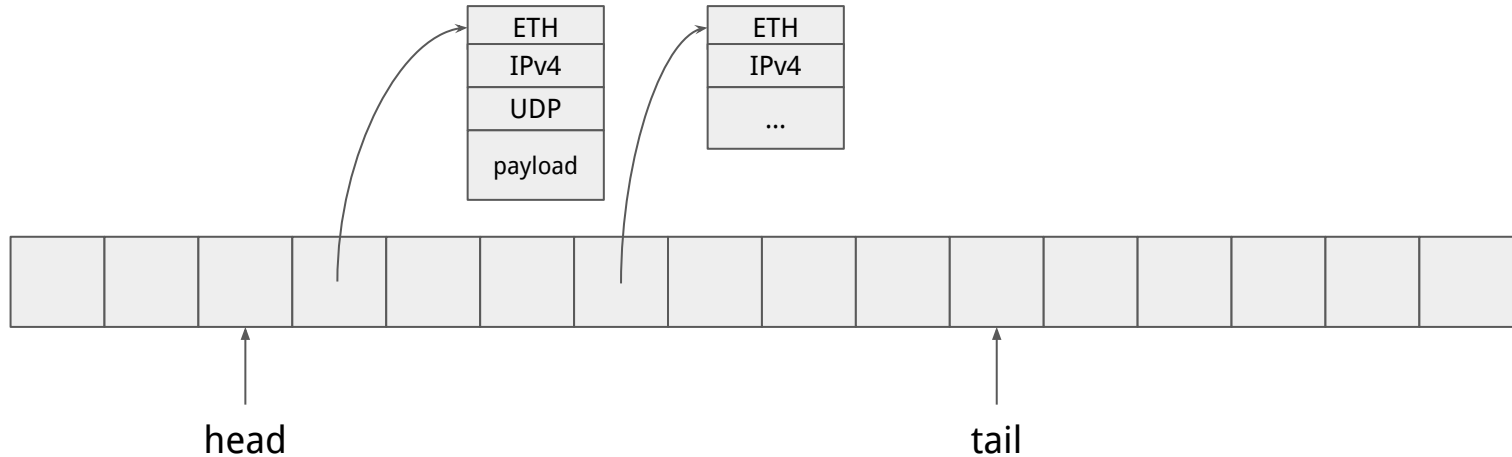 ETH
IPv4
UDP
payload
ETH
IPv4
...
head
tail